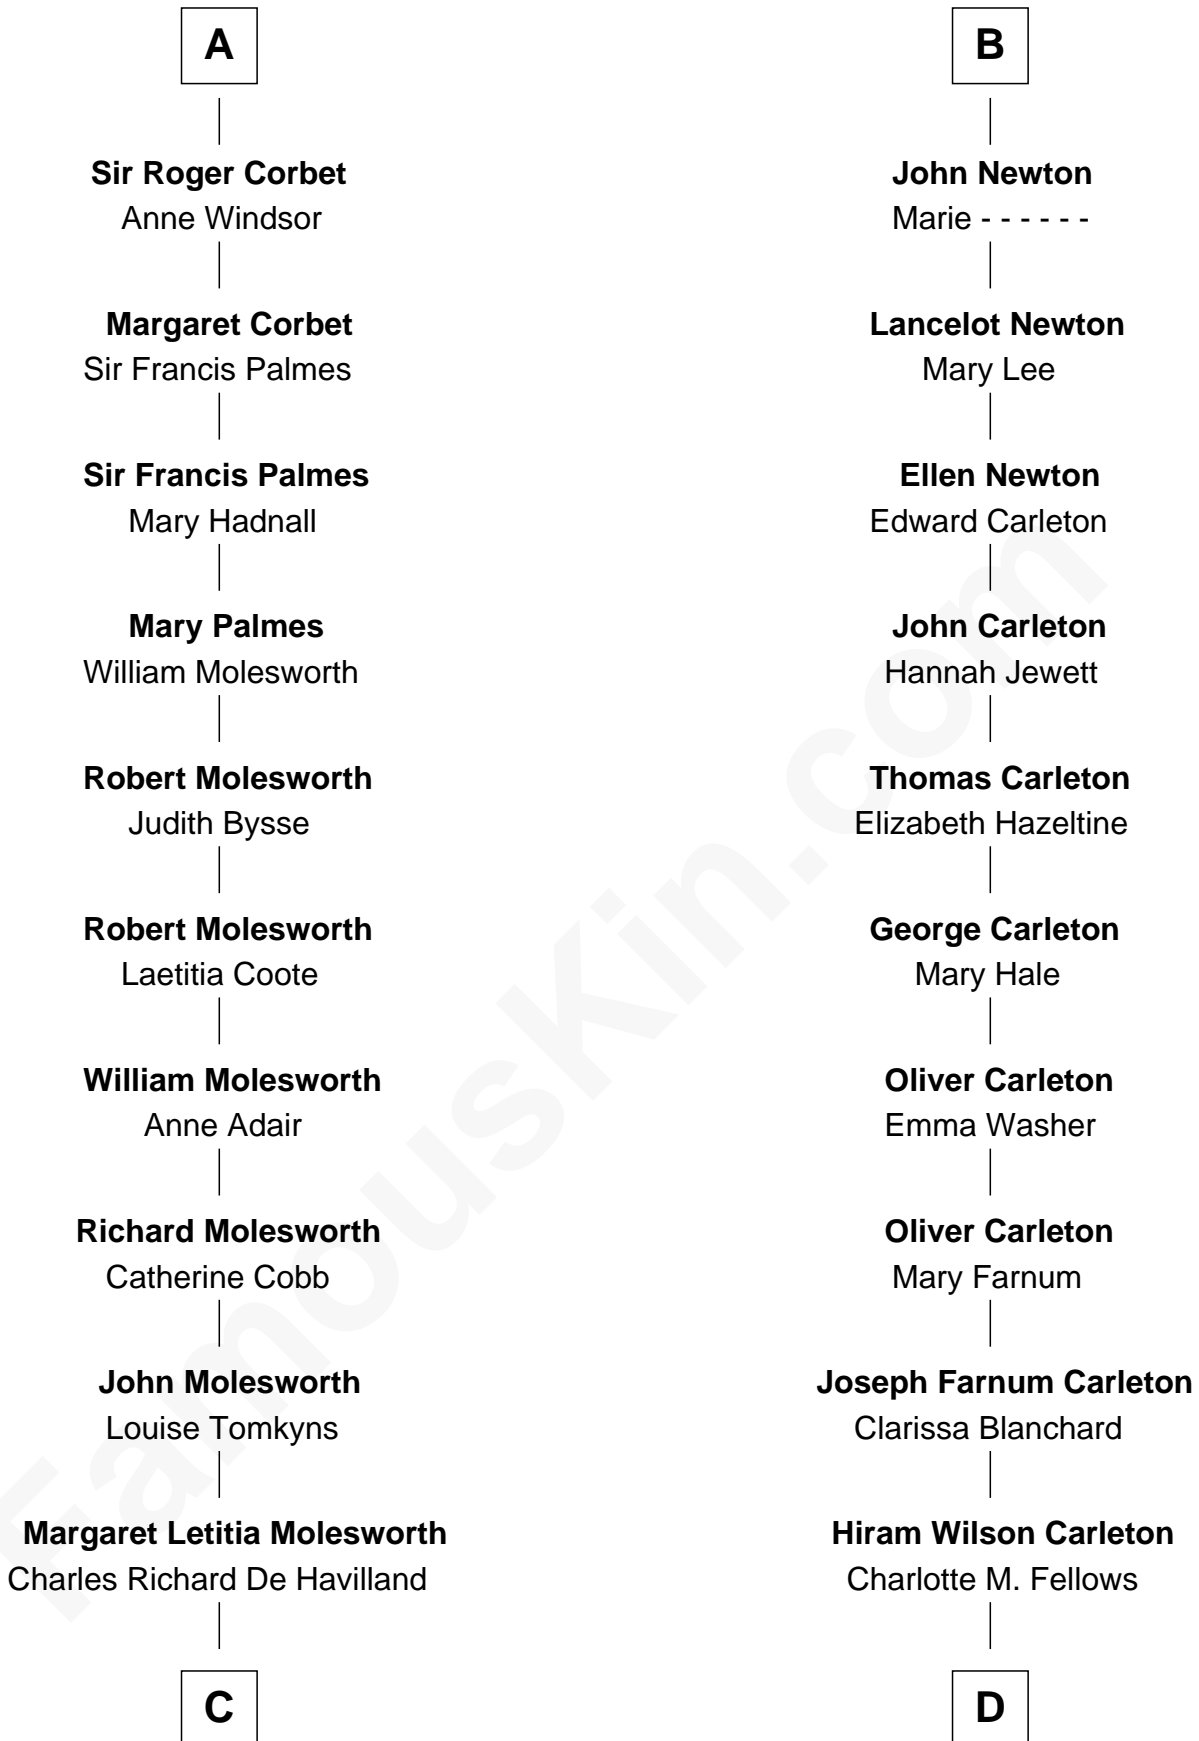 A
Sir Roger Corbet
Anne Windsor
Margaret Corbet
Sir Francis Palmes
Sir Francis Palmes
Mary Hadnall
Mary Palmes
William Molesworth
Robert Molesworth
Judith Bysse
Robert Molesworth
Laetitia Coote
William Molesworth
Anne Adair
Richard Molesworth
Catherine Cobb
John Molesworth
Louise Tomkyns
Margaret Letitia Molesworth
Charles Richard De Havilland
C
B
John Newton
Marie - - - - - -
Lancelot Newton
Mary Lee
Ellen Newton
Edward Carleton
John Carleton
Hannah Jewett
Thomas Carleton
Elizabeth Hazeltine
George Carleton
Mary Hale
Oliver Carleton
Emma Washer
Oliver Carleton
Mary Farnum
Joseph Farnum Carleton
Clarissa Blanchard
Hiram Wilson Carleton
Charlotte M. Fellows
D
FamousKin.com